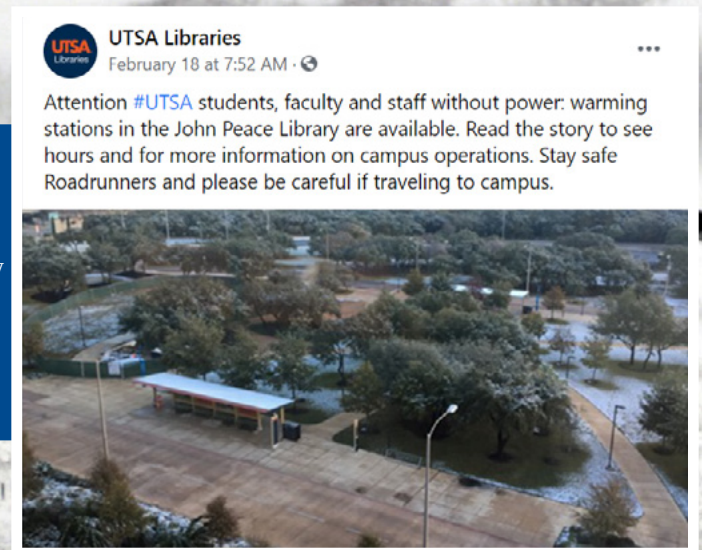 UTSA
Libraries
UTSA Libraries
February 18 at 7:52 AM ·
Attention #UTSA students, faculty and staff without power: warming
stations in the John Peace Library are available. Read the story to see
hours and for more information on campus operations. Stay safe
Roadrunners and please be careful if traveling to campus.